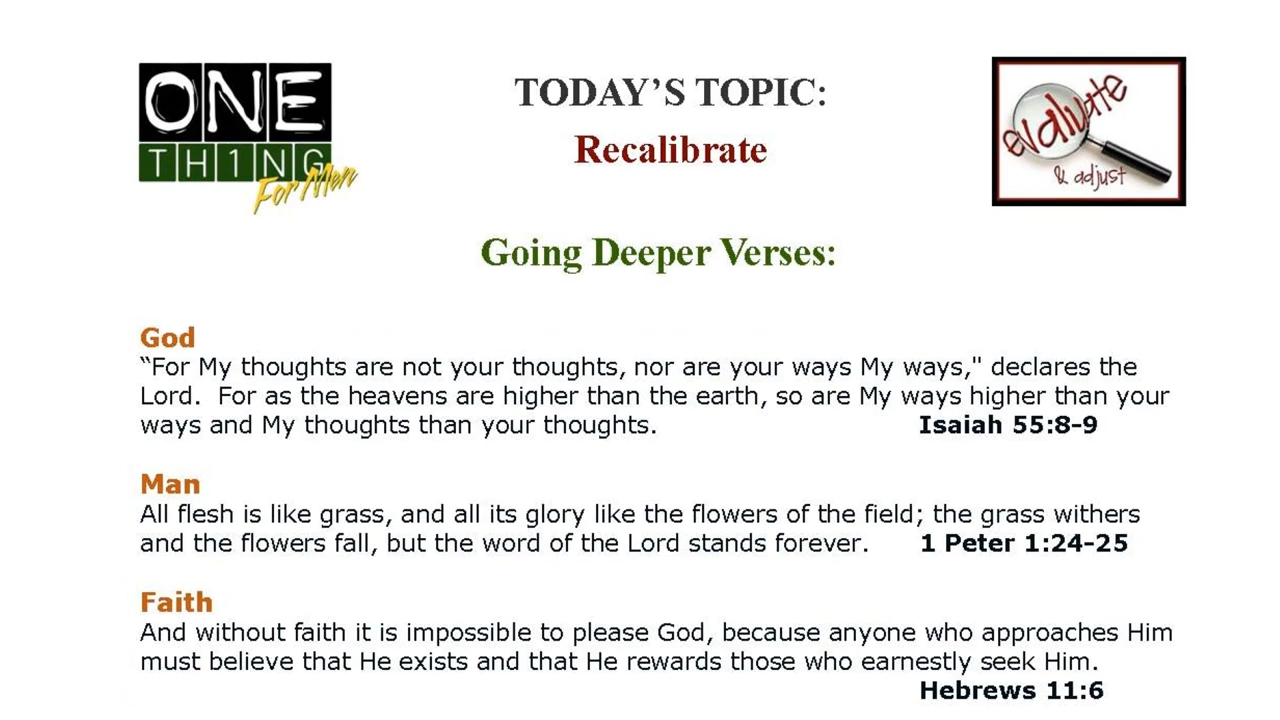 ONE
TH1NG
For Men
TODAY’S TOPIC:
Recalibrate
evaluate
& adjust
Going Deeper Verses:
God
“For My thoughts are not your thoughts, nor are your ways My ways," declares the
Lord.  For as the heavens are higher than the earth, so are My ways higher than your
ways and My thoughts than your thoughts. Isaiah 55:8-9
Man
All flesh is like grass, and all its glory like the flowers of the field; the grass withers
and the flowers fall, but the word of the Lord stands forever. 1 Peter 1:24-25
Faith
And without faith it is impossible to please God, because anyone who approaches Him
must believe that He exists and that He rewards those who earnestly seek Him.
Hebrews 11:6